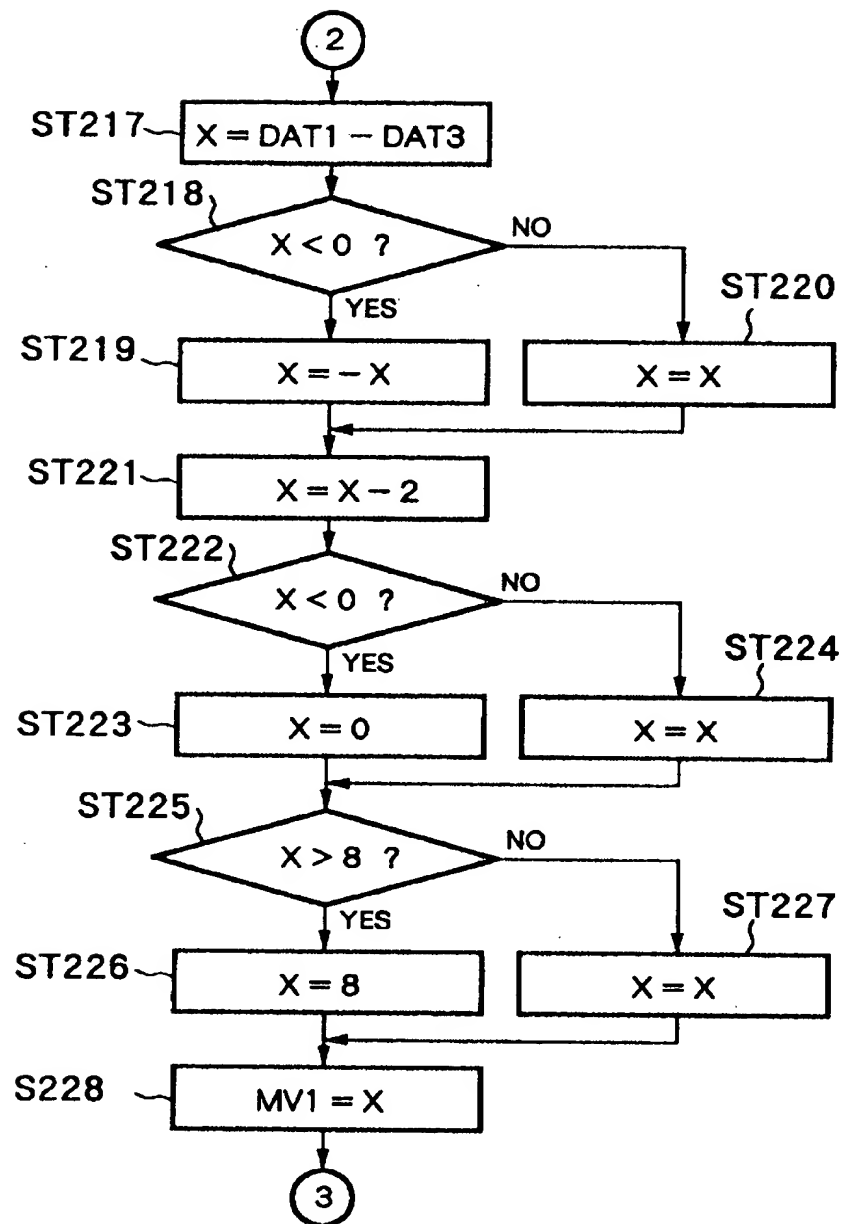 2
ST217
X = DAT1 - DAT3
ST218
X < 0 ?
NO
YES
ST219
X = - X
ST220
X = X
ST221
X = X - 2
ST222
X < 0 ?
NO
YES
ST223
X = 0
ST224
X = X
ST225
X > 8 ?
NO
YES
ST226
X = 8
ST227
X = X
S228
MV1 = X
3